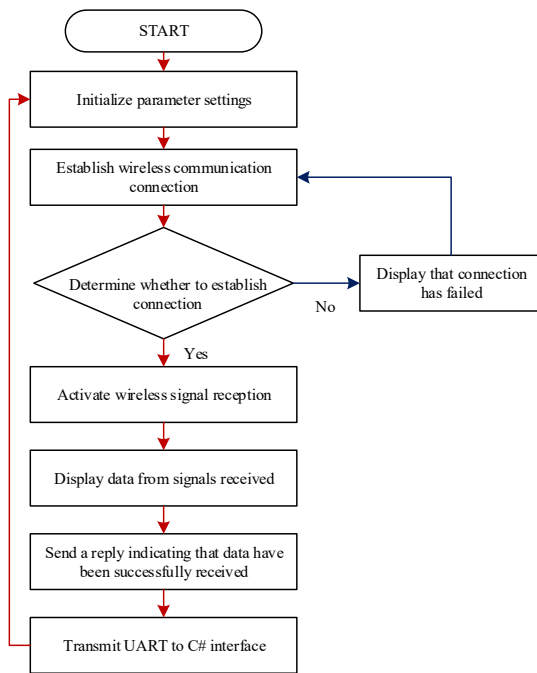 START
Initialize parameter settings
Establish wireless communication
connection
Determine whether to establish
connection
No
Display that connection
has failed
Yes
Activate wireless signal reception
Display data from signals received
Send a reply indicating that data have
been successfully received
Transmit UART to C# interface